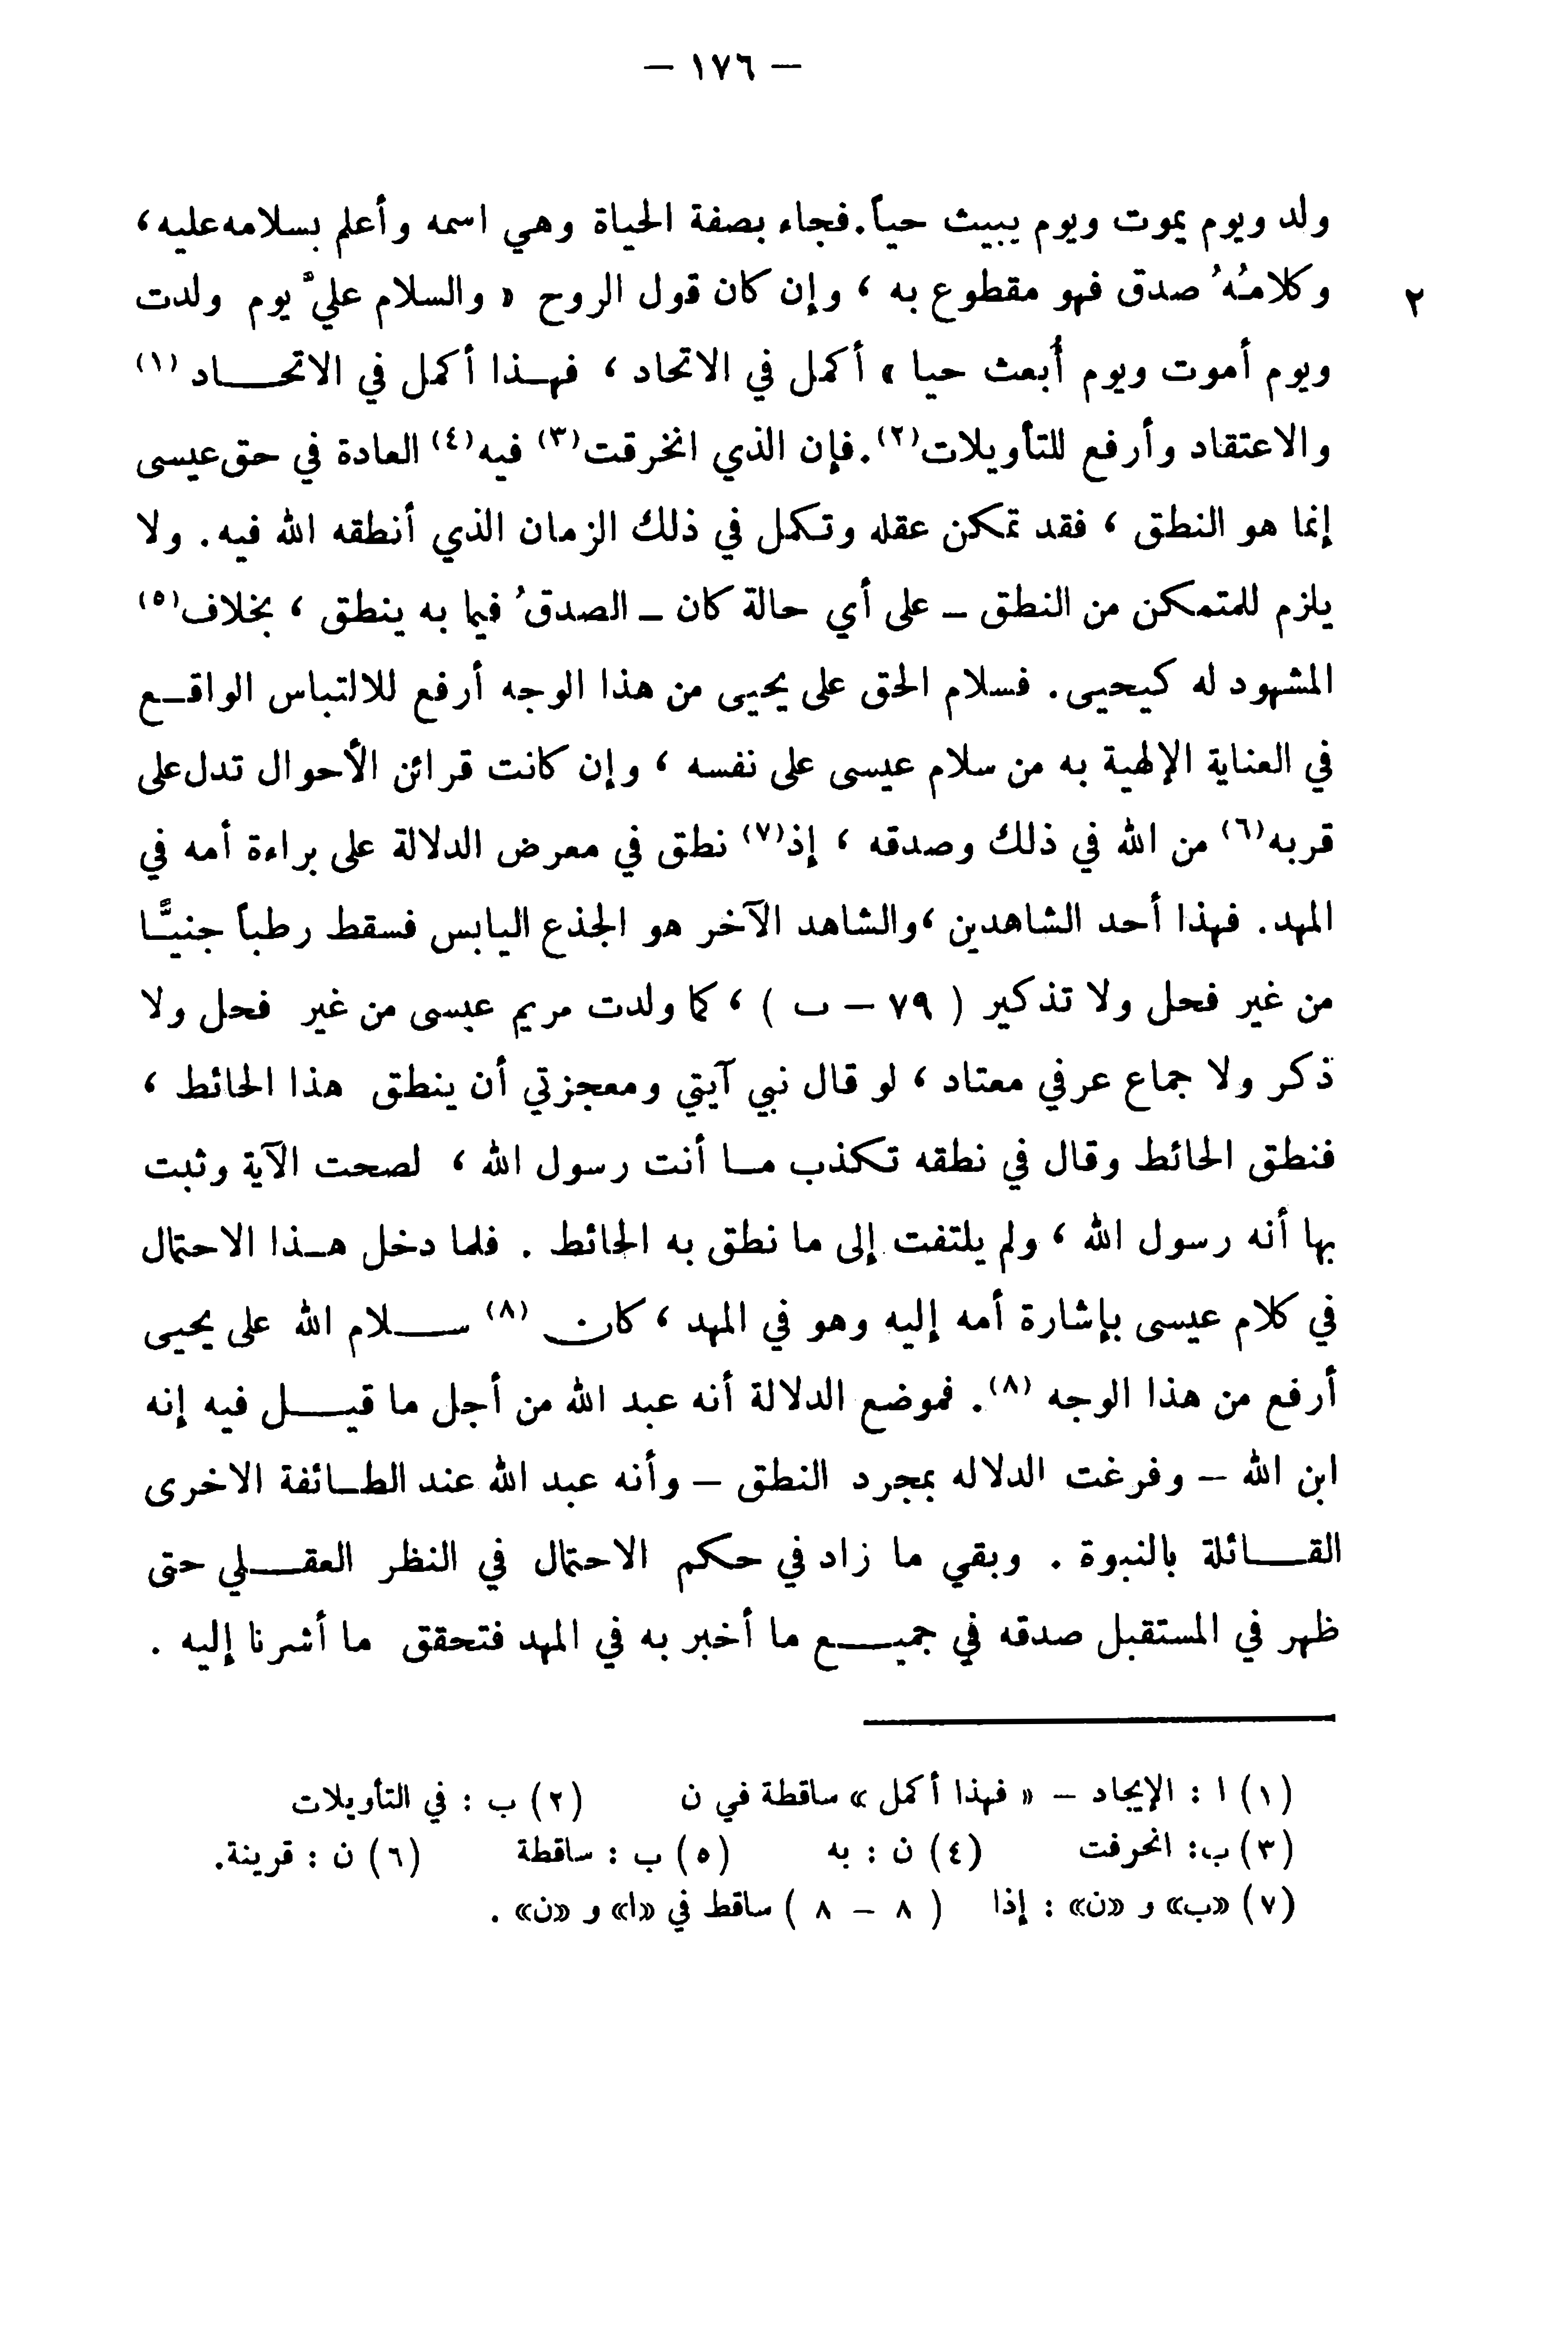 – ١٧٦ –
ولد ويوم يموت ويوم يبيث حياً. فجاء بصفة الحياة وهي اسمه وأعلم بسلامه عليه،
وكلامُهُ صدق فهو مقطوع به ، وإن كان قول الروح « والسلام عليَّ يوم ولدت ٢
ويوم أموت ويوم أُبعث حيا » أكمل في الاتحاد ، فهـذا أكمل في الاتحـــاد (١)
والاعتقاد وأرفع للتأويلات(٢). فإن الذي انخرقت(٣) فيه(٤) العادة في حق عيسى
إنما هو النطق ، فقد تمكن عقله وتكمل في ذلك الزمان الذي أنطقه الله فيه. ولا
يلزم للمتمكن من النطق – على أي حالة كان – الصدقُ فيما به ينطق ، بخلاف(٥)
المشهود له كيحيى. فسلام الحق على يحيى من هذا الوجه أرفع للالتباس الواقـع
في العناية الإلهية به من سلام عيسى على نفسه ، وإن كانت قرائن الأحوال تدل على
قربه(٦) من الله في ذلك وصدقه ، إذ(٧) نطق في معرض الدلالة على براءة أمه في
المهد. فهذا أحد الشاهدين ، والشاهد الآخر هو الجذع اليابس فسقط رطباً جنيًّـا
من غير فحل ولا تذكير ( ٧٩ – ب ) ، كما ولدت مريم عيسى من غير فحل ولا
ذكر ولا جماع عرفي معتاد ، لو قال نبي آيتي ومعجزتي أن ينطق هذا الحائط ،
فنطق الحائط وقال في نطقه تكذب مـا أنت رسول الله ، لصحت الآية وثبت
بها أنه رسول الله ، ولم يلتفت إلى ما نطق به الحائط . فلما دخل هـذا الاحتمال
في كلام عيسى بإشارة أمه إليه وهو في المهد ، كان (٨) ســـلام الله على يحيى
أرفع من هذا الوجه (٨). فموضع الدلالة أنه عبد الله من أجل ما قيـــل فيه إنه
ابن الله – وفرغت الدلاله بمجرد النطق – وأنه عبد الله عند الطـائفة الاخرى
القـــائلة بالنبوة . وبقي ما زاد في حكم الاحتمال في النظر العقـــلي حتى
ظهر في المستقبل صدقه في جميـــع ما أخبر به في المهد فتحقق ما أشرنا إليه .
(١) ا : الإيجاد – « فهذا أكمل » ساقطة في ن (٢) ب : في التأويلات
(٣) ب: انحرفت (٤) ن : به (٥) ب : ساقطة (٦) ن : قرينة.
(٧) «ب» و «ن» : إذا ( ٨ – ٨ ) ساقط في «ا» و «ن» .